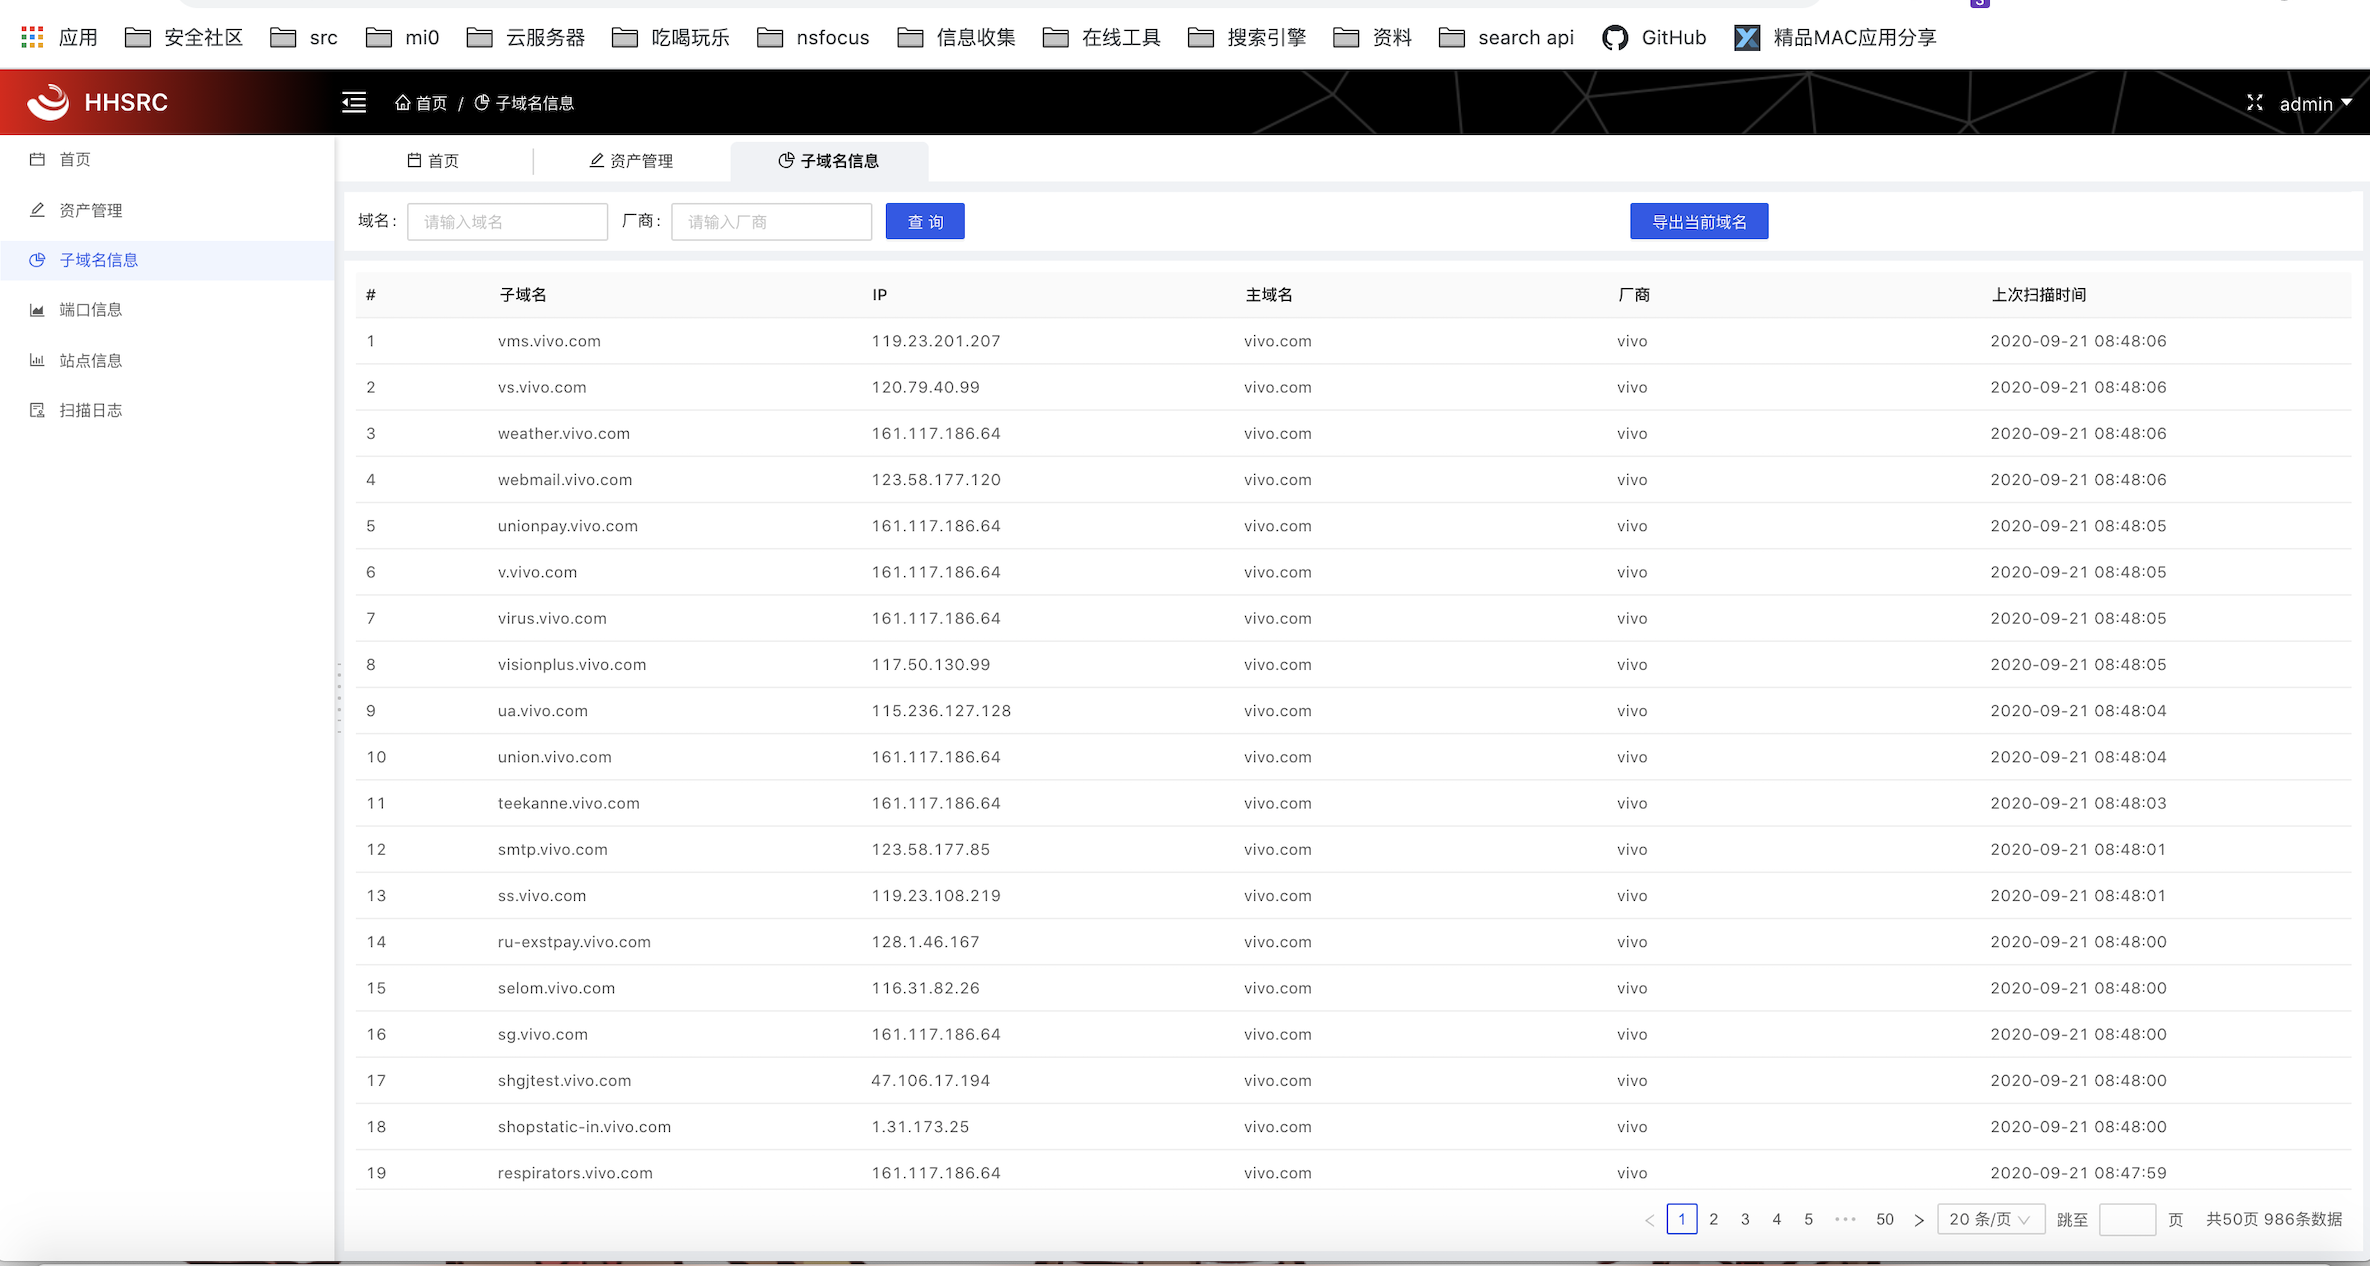 应用 安全社区 src mi0 云服务器 吃喝玩乐 nsfocus 信息收集 在线工具 搜索引擎 资料 search api GitHub 精品MAC应用分享
HHSRC 首页 / 子域名信息 admin
首页
资产管理
子域名信息
端口信息
站点信息
扫描日志
首页 资产管理 子域名信息
域名: 请输入域名 厂商: 请输入厂商 查 询 导出当前域名
# 子域名 IP 主域名 厂商 上次扫描时间
1 vms.vivo.com 119.23.201.207 vivo.com vivo 2020-09-21 08:48:06
2 vs.vivo.com 120.79.40.99 vivo.com vivo 2020-09-21 08:48:06
3 weather.vivo.com 161.117.186.64 vivo.com vivo 2020-09-21 08:48:06
4 webmail.vivo.com 123.58.177.120 vivo.com vivo 2020-09-21 08:48:06
5 unionpay.vivo.com 161.117.186.64 vivo.com vivo 2020-09-21 08:48:05
6 v.vivo.com 161.117.186.64 vivo.com vivo 2020-09-21 08:48:05
7 virus.vivo.com 161.117.186.64 vivo.com vivo 2020-09-21 08:48:05
8 visionplus.vivo.com 117.50.130.99 vivo.com vivo 2020-09-21 08:48:05
9 ua.vivo.com 115.236.127.128 vivo.com vivo 2020-09-21 08:48:04
10 union.vivo.com 161.117.186.64 vivo.com vivo 2020-09-21 08:48:04
11 teekanne.vivo.com 161.117.186.64 vivo.com vivo 2020-09-21 08:48:03
12 smtp.vivo.com 123.58.177.85 vivo.com vivo 2020-09-21 08:48:01
13 ss.vivo.com 119.23.108.219 vivo.com vivo 2020-09-21 08:48:01
14 ru-exstpay.vivo.com 128.1.46.167 vivo.com vivo 2020-09-21 08:48:00
15 selom.vivo.com 116.31.82.26 vivo.com vivo 2020-09-21 08:48:00
16 sg.vivo.com 161.117.186.64 vivo.com vivo 2020-09-21 08:48:00
17 shgjtest.vivo.com 47.106.17.194 vivo.com vivo 2020-09-21 08:48:00
18 shopstatic-in.vivo.com 1.31.173.25 vivo.com vivo 2020-09-21 08:48:00
19 respirators.vivo.com 161.117.186.64 vivo.com vivo 2020-09-21 08:47:59
< 1 2 3 4 5 ••• 50 > 20 条/页 跳至 页 共50页 986条数据